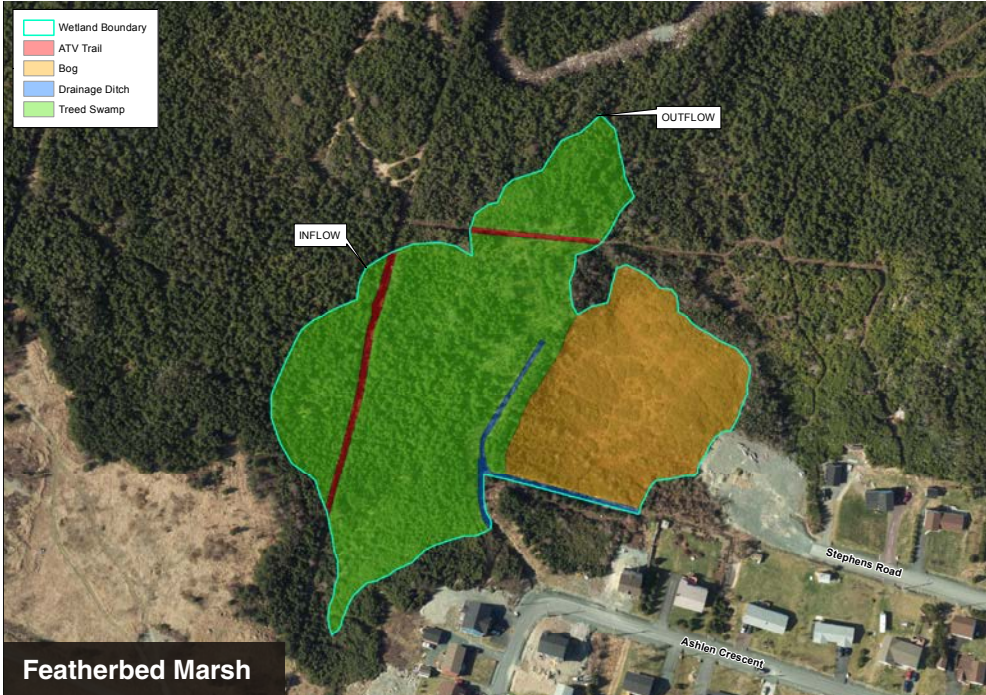 Wetland Boundary
ATV Trail
Bog
Drainage Ditch
Treed Swamp
OUTFLOW
INFLOW
Stephens Road
Ashlen Crescent
Featherbed Marsh